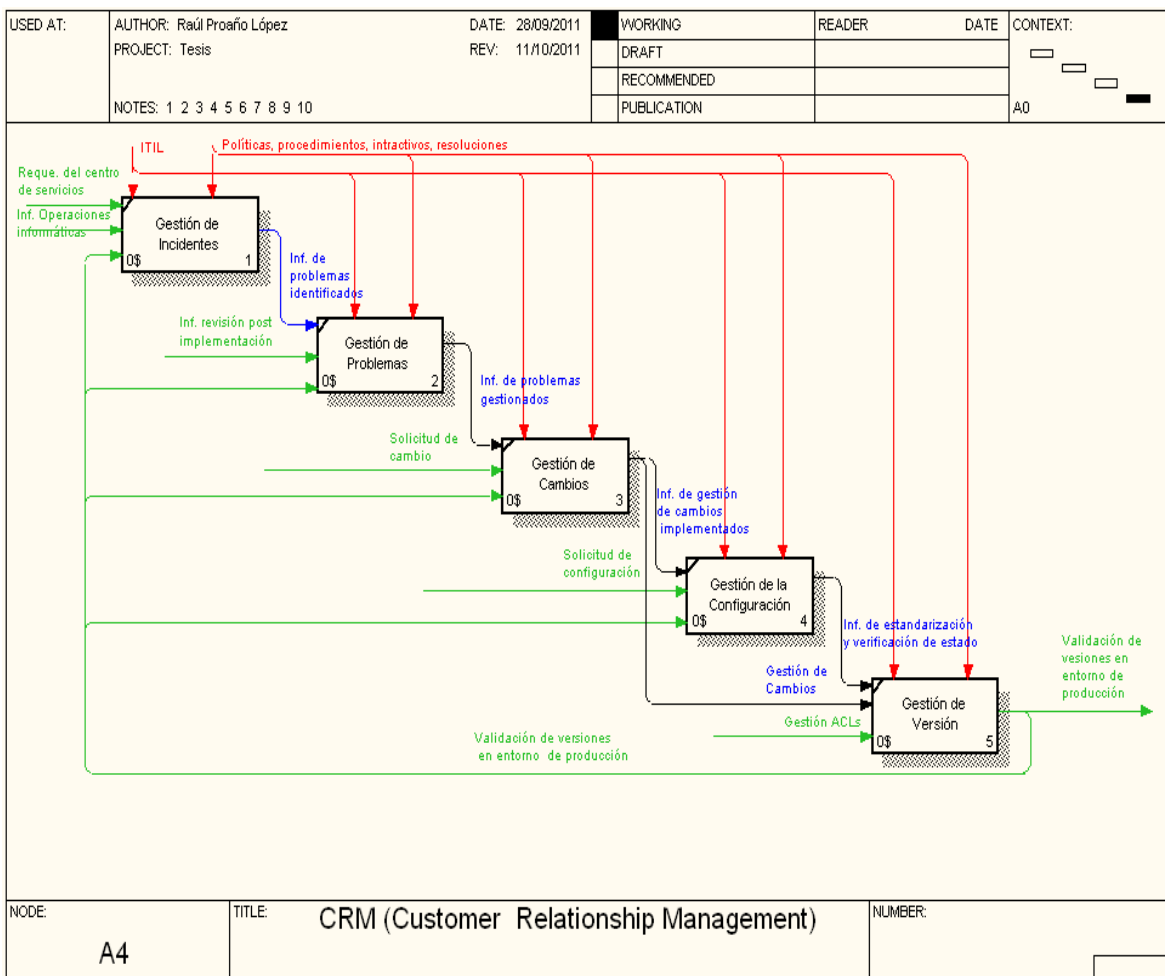 USED AT:
AUTHOR: Raúl Proaño López
DATE: 28/09/2011
WORKING
READER
DATE
CONTEXT:
PROJECT: Tesis
REV: 11/10/2011
DRAFT
RECOMMENDED
NOTES: 1 2 3 4 5 6 7 8 9 10
PUBLICATION
A0
ITIL
Políticas, procedimientos, intractivos, resoluciones
Reque. del centro
de servicios
Inf. Operaciones
informáticas
Gestión de
Incidentes
0$
1
Inf. de
problemas
identificados
Inf. revisión post
implementación
Gestión de
Problemas
0$
2
Inf. de problemas
gestionados
Solicitud de
cambio
Gestión de
Cambios
0$
3
Inf. de gestión
de cambios
implementados
Solicitud de
configuración
Gestión de la
Configuración
0$
4
Inf. de estandarización
y verificación de estado
Gestión de
Cambios
Gestión ACLs
Gestión de
Versión
0$
5
Validación de
vesiones en
entorno de
producción
Validación de versiones
en entorno de producción
NODE:
A4
TITLE:
CRM (Customer Relationship Management)
NUMBER: